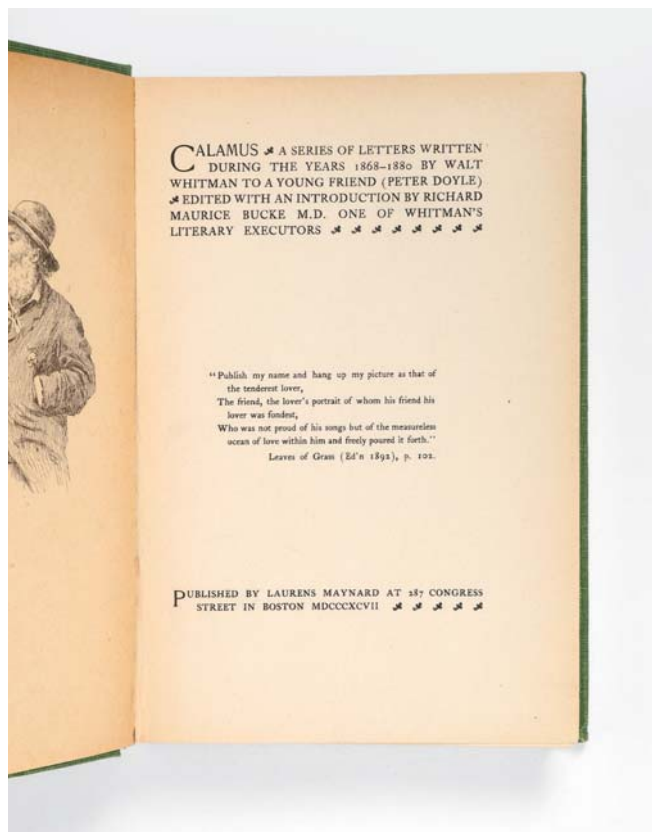 CALAMUS A SERIES OF LETTERS WRITTEN
DURING THE YEARS 1868–1880 BY WALT
WHITMAN TO A YOUNG FRIEND (PETER DOYLE)
EDITED WITH AN INTRODUCTION BY RICHARD
MAURICE BUCKE M.D. ONE OF WHITMAN'S
LITERARY EXECUTORS
"Publish my name and hang up my picture as that of
the tenderest lover,
The friend, the lover's portrait of whom his friend his
lover was fondest,
Who was not proud of his songs but of the measureless
ocean of love within him and freely poured it forth."
Leaves of Grass (Ed'n 1892), p. 102.
PUBLISHED BY LAURENS MAYNARD AT 287 CONGRESS
STREET IN BOSTON MDCCCXCVII